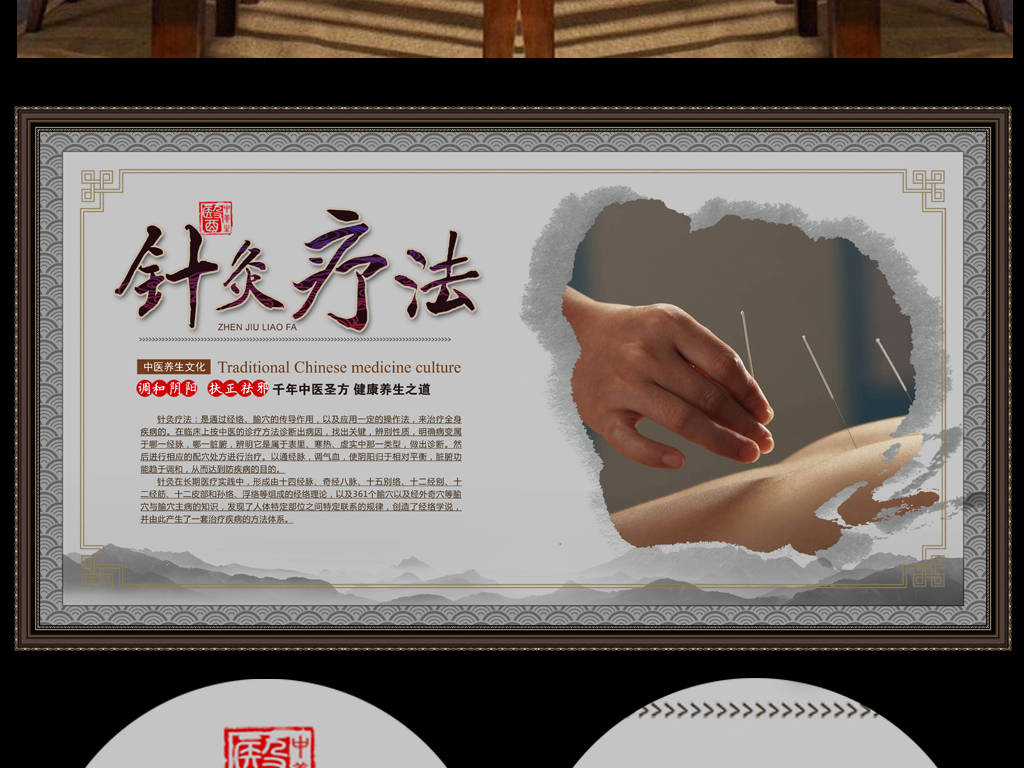 中華堂
醫
针灸疗法
ZHEN JIU LIAO FA
中医养生文化 Traditional Chinese medicine culture
调和阴阳 扶正祛邪 千年中医圣方 健康养生之道
针灸疗法：是通过经络、腧穴的传导作用，以及应用一定的操作法，来治疗全身
疾病的。在临床上按中医的诊疗方法诊断出病因，找出关键，辨别性质，明确病变属
于哪一经脉，哪一脏腑，辨明它是属于表里、寒热、虚实中那一类型，做出诊断。然
后进行相应的配穴处方进行治疗。以通经脉，调气血，使阴阳归于相对平衡，脏腑功
能趋于调和，从而达到防疾病的目的。
针灸在长期医疗实践中，形成由十四经脉、奇经八脉、十五别络、十二经别、十
二经筋、十二皮部和孙络、浮络等组成的经络理论，以及361个腧穴以及经外奇穴等腧
穴与腧穴主病的知识，发现了人体特定部位之间特定联系的规律，创造了经络学说，
并由此产生了一套治疗疾病的方法体系。